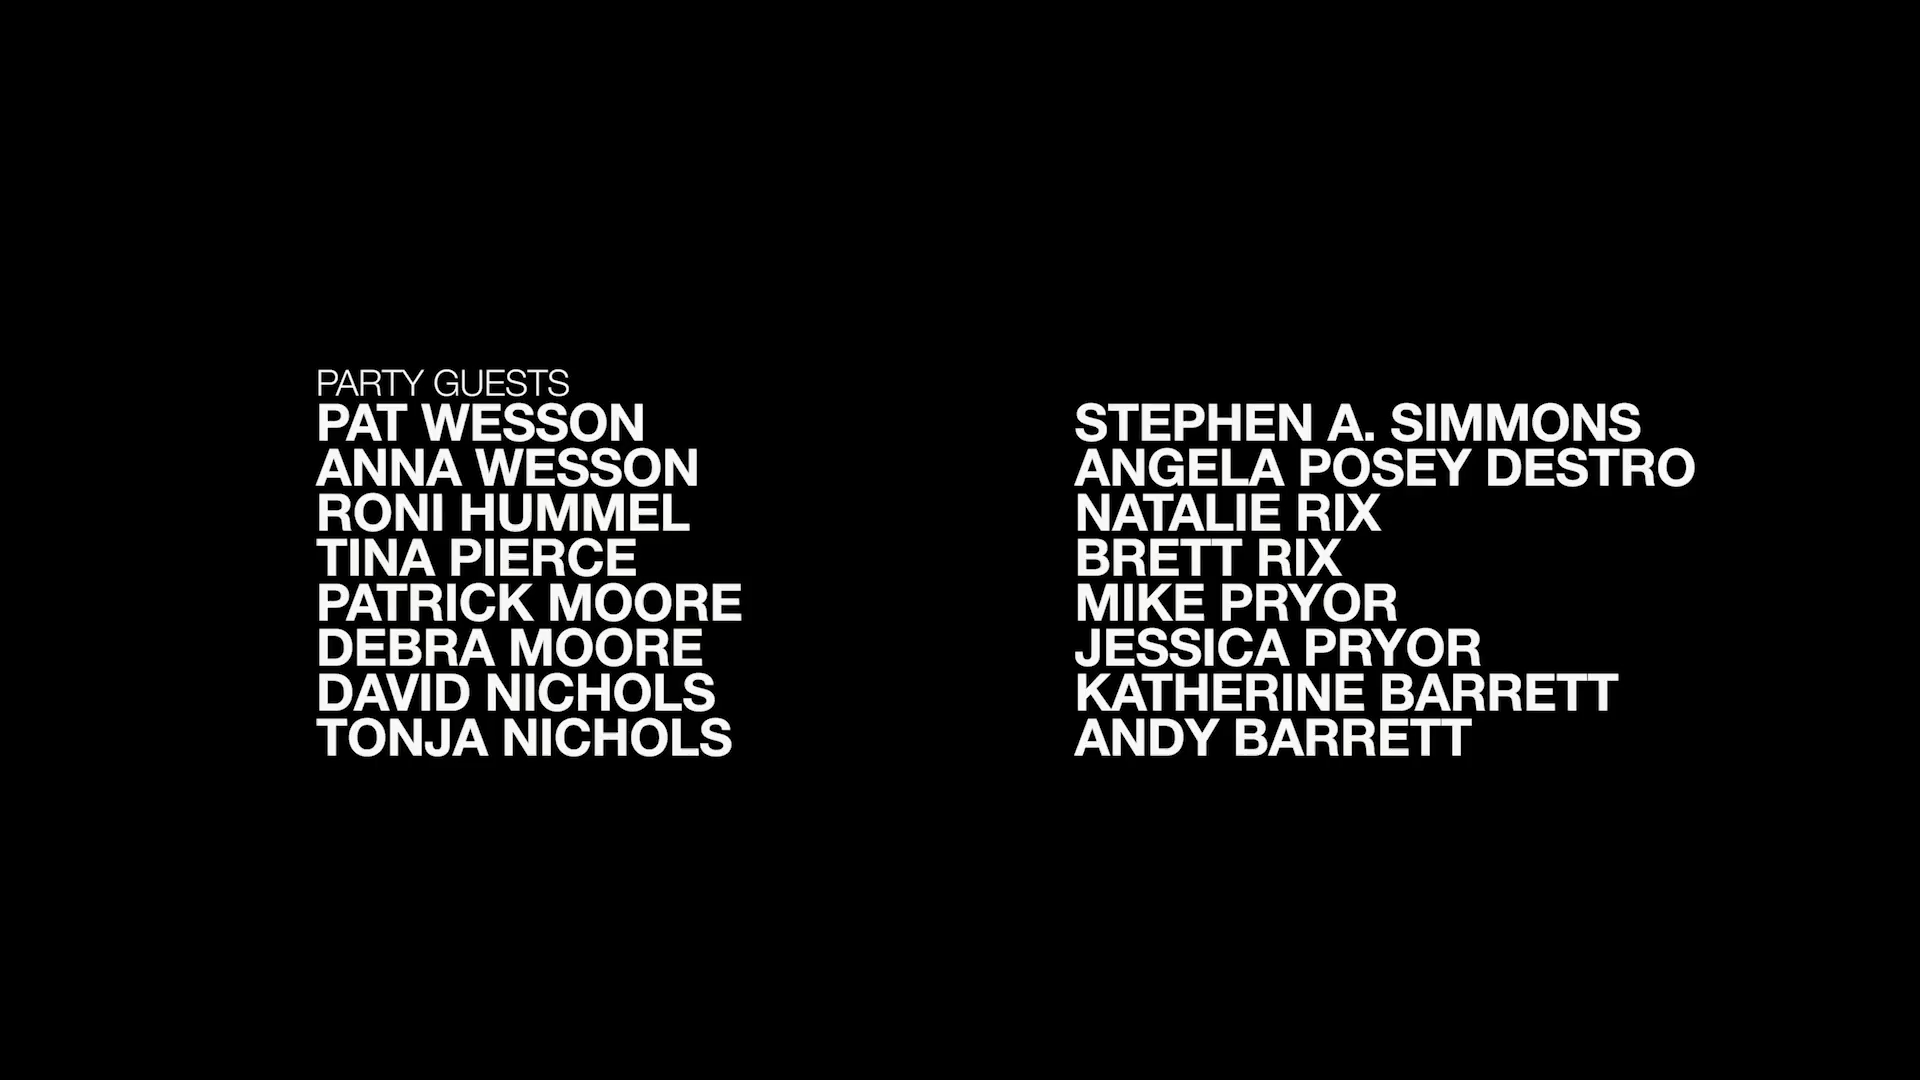 PARTY GUESTS
PAT WESSON
ANNA WESSON
RONI HUMMEL
TINA PIERCE
PATRICK MOORE
DEBRA MOORE
DAVID NICHOLS
TONJA NICHOLS
STEPHEN A. SIMMONS
ANGELA POSEY DESTRO
NATALIE RIX
BRETT RIX
MIKE PRYOR
JESSICA PRYOR
KATHERINE BARRETT
ANDY BARRETT